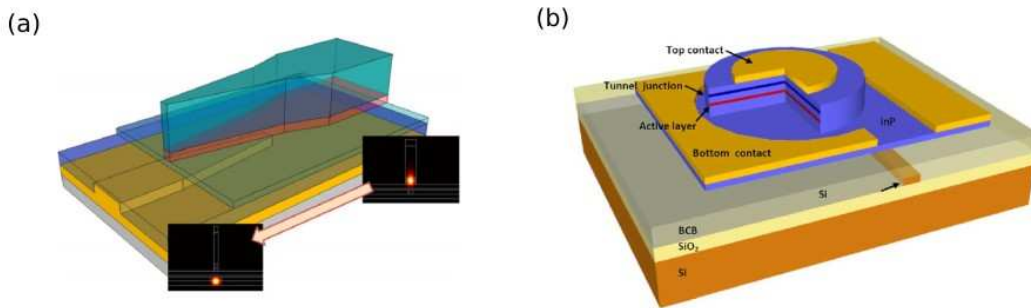 (a)
(b)
Top contact
Tunnel junction
Active layer
InP
Bottom contact
Si
BCB
SiO₂
Si